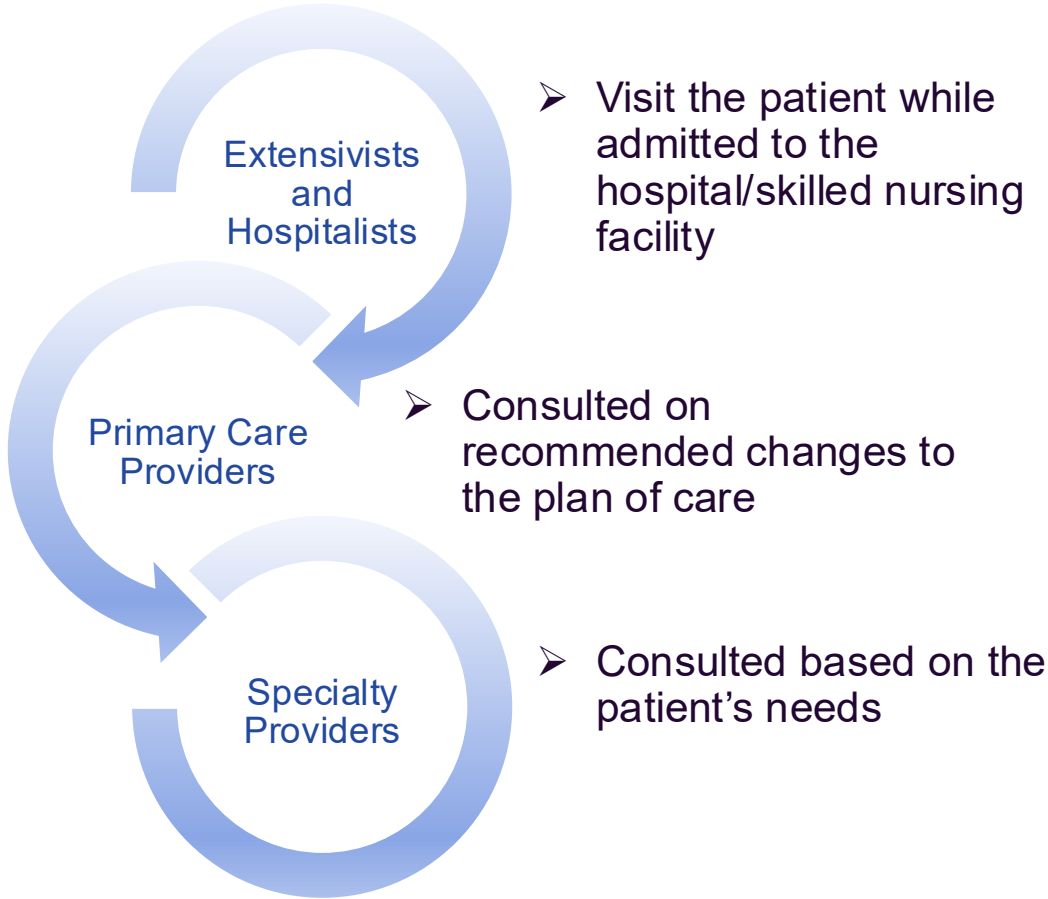 Extensivists
and
Hospitalists
➢ Visit the patient while
admitted to the
hospital/skilled nursing
facility
Primary Care
Providers
➢ Consulted on
recommended changes to
the plan of care
Specialty
Providers
➢ Consulted based on the
patient’s needs